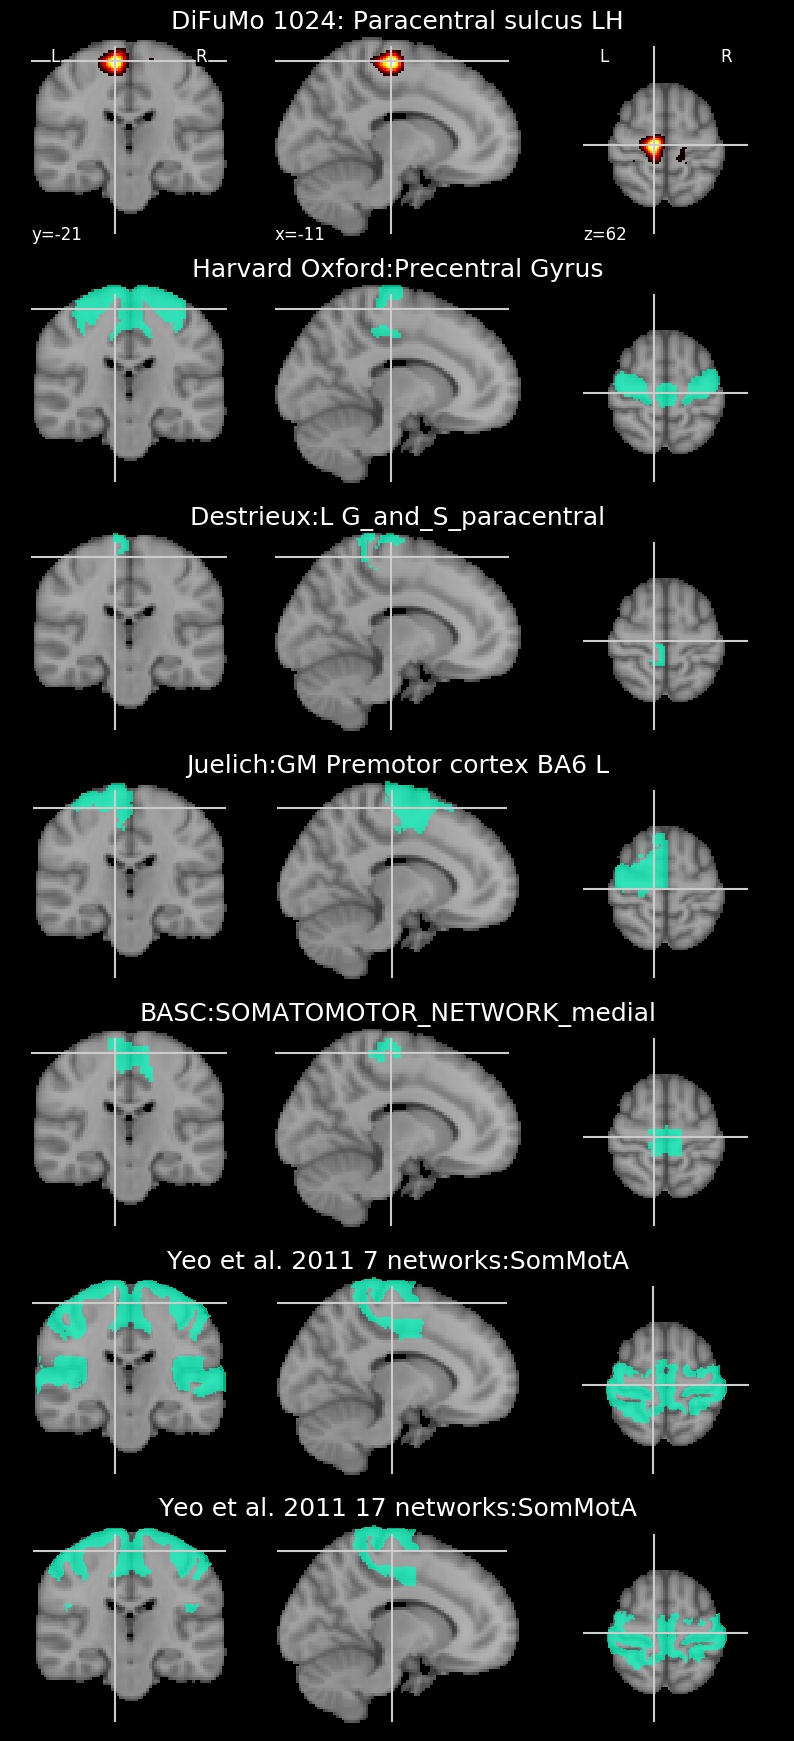 DiFuMo 1024: Paracentral sulcus LH
L R L R
y=-21 x=-11 z=62
Harvard Oxford:Precentral Gyrus
Destrieux:L G_and_S_paracentral
Juelich:GM Premotor cortex BA6 L
BASC:SOMATOMOTOR_NETWORK_medial
Yeo et al. 2011 7 networks:SomMotA
Yeo et al. 2011 17 networks:SomMotA